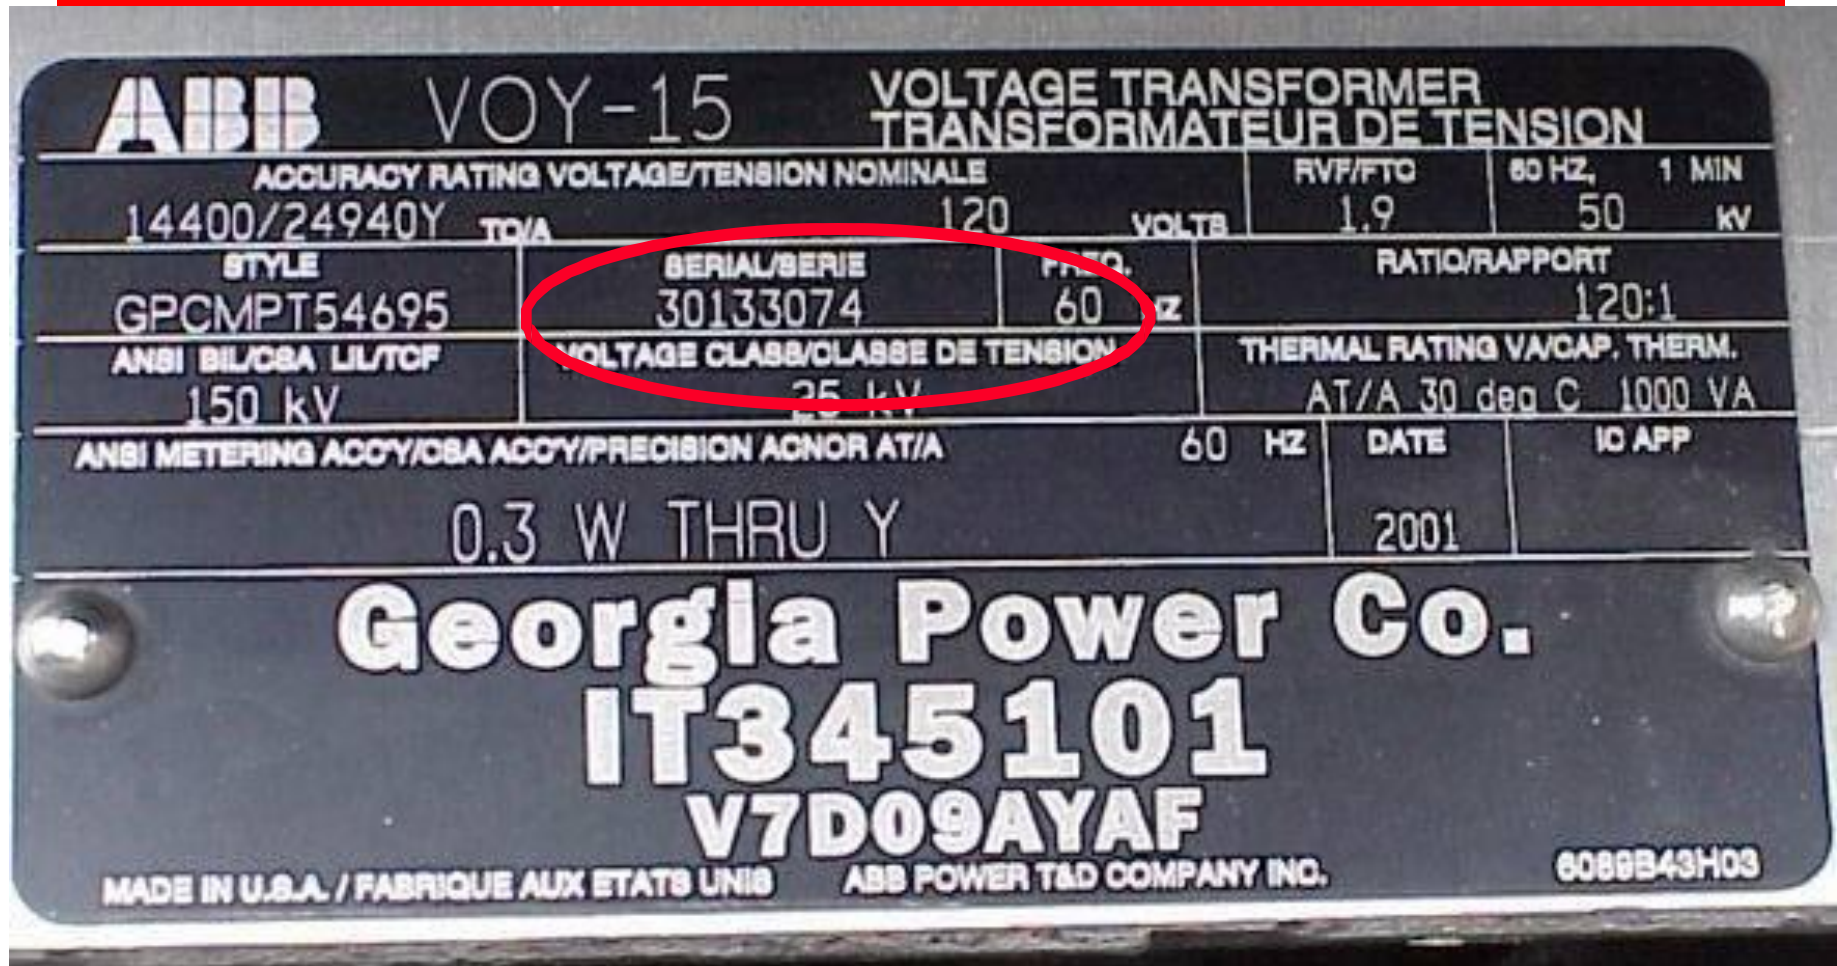 ABB VOY-15 VOLTAGE TRANSFORMER
TRANSFORMATEUR DE TENSION
ACCURACY RATING VOLTAGE/TENSION NOMINALE RVF/FTC 60 HZ, 1 MIN
14400/24940Y TO/A 120 VOLTS 1.9 50 kV
STYLE SERIAL/SERIE FREQ. RATIO/RAPPORT
GPCMPT54695 30133074 60 HZ 120:1
ANSI BIL/CSA LIL/TCF VOLTAGE CLASS/CLASSE DE TENSION THERMAL RATING VA/CAP. THERM.
150 kV 25 kV AT/A 30 deg C 1000 VA
ANSI METERING ACC'Y/CSA ACC'Y/PRECISION ACNOR AT/A 60 HZ DATE IC APP
0.3 W THRU Y 2001
Georgia Power Co.
IT345101
V7D09AYAF
MADE IN U.S.A. / FABRIQUE AUX ETATS UNIS ABB POWER T&D COMPANY INC. 6089B43H03